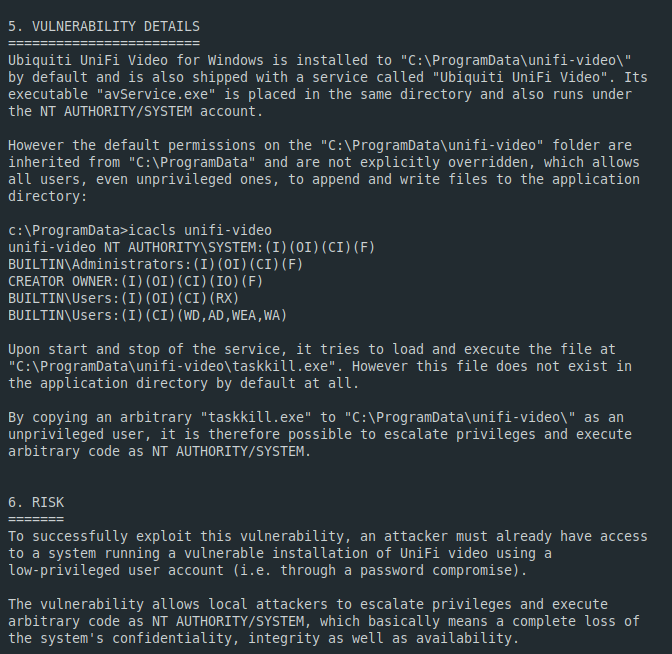 5. VULNERABILITY DETAILS
========================
Ubiquiti UniFi Video for Windows is installed to "C:\ProgramData\unifi-video\"
by default and is also shipped with a service called "Ubiquiti UniFi Video". Its
executable "avService.exe" is placed in the same directory and also runs under
the NT AUTHORITY/SYSTEM account.

However the default permissions on the "C:\ProgramData\unifi-video" folder are
inherited from "C:\ProgramData" and are not explicitly overridden, which allows
all users, even unprivileged ones, to append and write files to the application
directory:

c:\ProgramData>icacls unifi-video
unifi-video NT AUTHORITY\SYSTEM:(I)(OI)(CI)(F)
BUILTIN\Administrators:(I)(OI)(CI)(F)
CREATOR OWNER:(I)(OI)(CI)(IO)(F)
BUILTIN\Users:(I)(OI)(CI)(RX)
BUILTIN\Users:(I)(CI)(WD,AD,WEA,WA)

Upon start and stop of the service, it tries to load and execute the file at
"C:\ProgramData\unifi-video\taskkill.exe". However this file does not exist in
the application directory by default at all.

By copying an arbitrary "taskkill.exe" to "C:\ProgramData\unifi-video\" as an
unprivileged user, it is therefore possible to escalate privileges and execute
arbitrary code as NT AUTHORITY/SYSTEM.

6. RISK
=======
To successfully exploit this vulnerability, an attacker must already have access
to a system running a vulnerable installation of UniFi video using a
low-privileged user account (i.e. through a password compromise).

The vulnerability allows local attackers to escalate privileges and execute
arbitrary code as NT AUTHORITY/SYSTEM, which basically means a complete loss of
the system's confidentiality, integrity as well as availability.